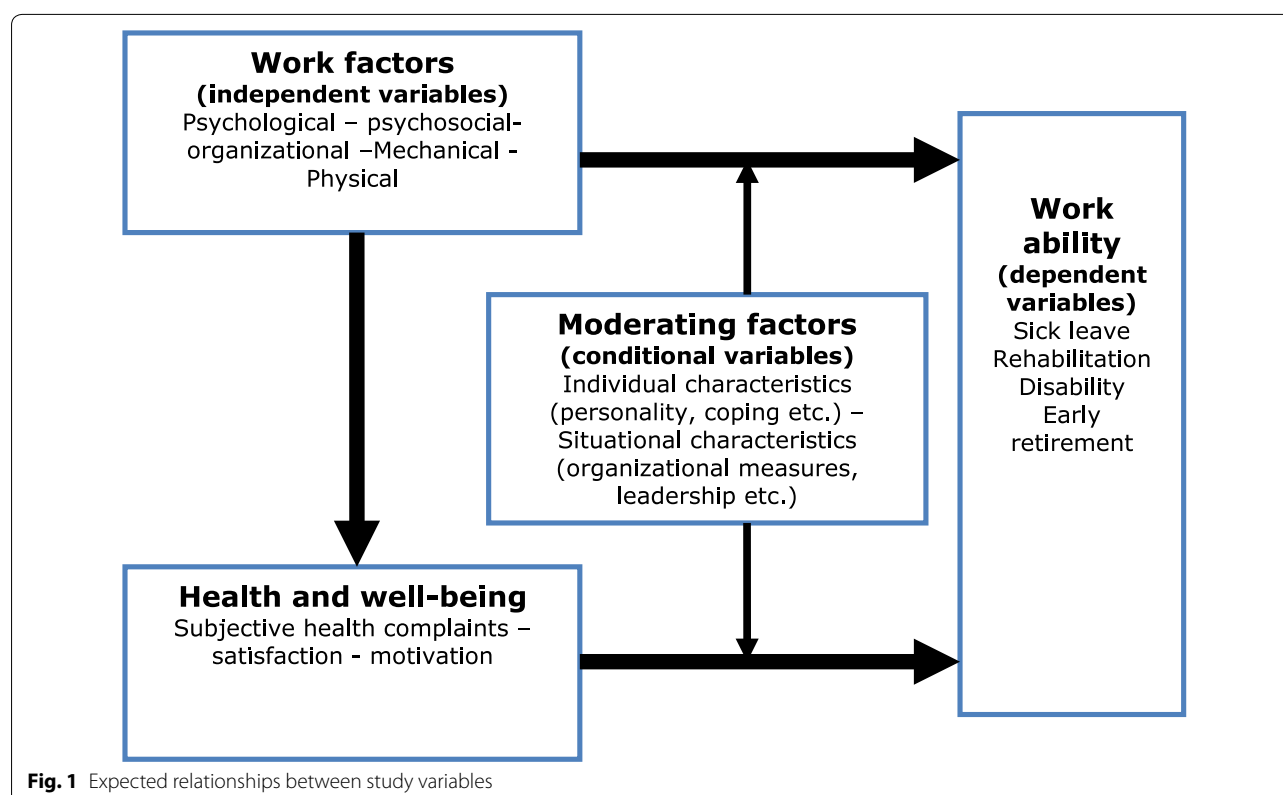 Work factors
(independent variables)
Psychological – psychosocial-
organizational –Mechanical -
Physical
Work
ability
(dependent
variables)
Sick leave
Rehabilitation
Disability
Early
retirement
Moderating factors
(conditional variables)
Individual characteristics
(personality, coping etc.) –
Situational characteristics
(organizational measures,
leadership etc.)
Health and well-being
Subjective health complaints –
satisfaction - motivation
Fig. 1 Expected relationships between study variables